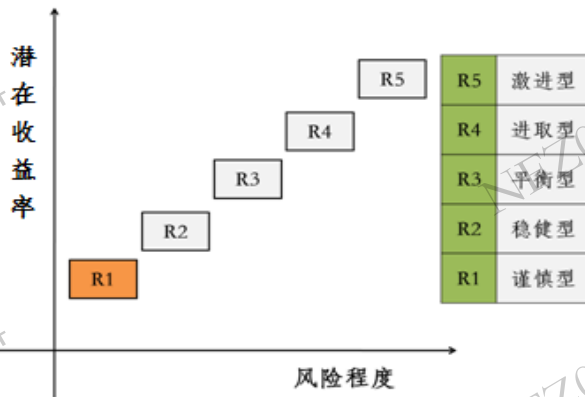 潜在收益率
R5
R4
R3
R2
R1
风险程度
R5 激进型
R4 进取型
R3 平衡型
R2 稳健型
R1 谨慎型